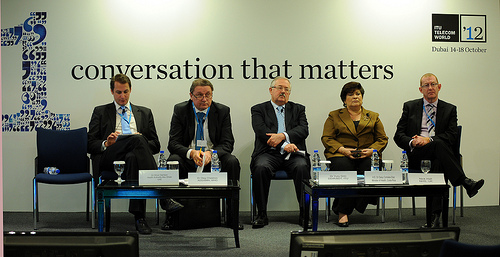 ITU
TELECOM
WORLD
'12
Dubai 14-18 October
conversation that matters